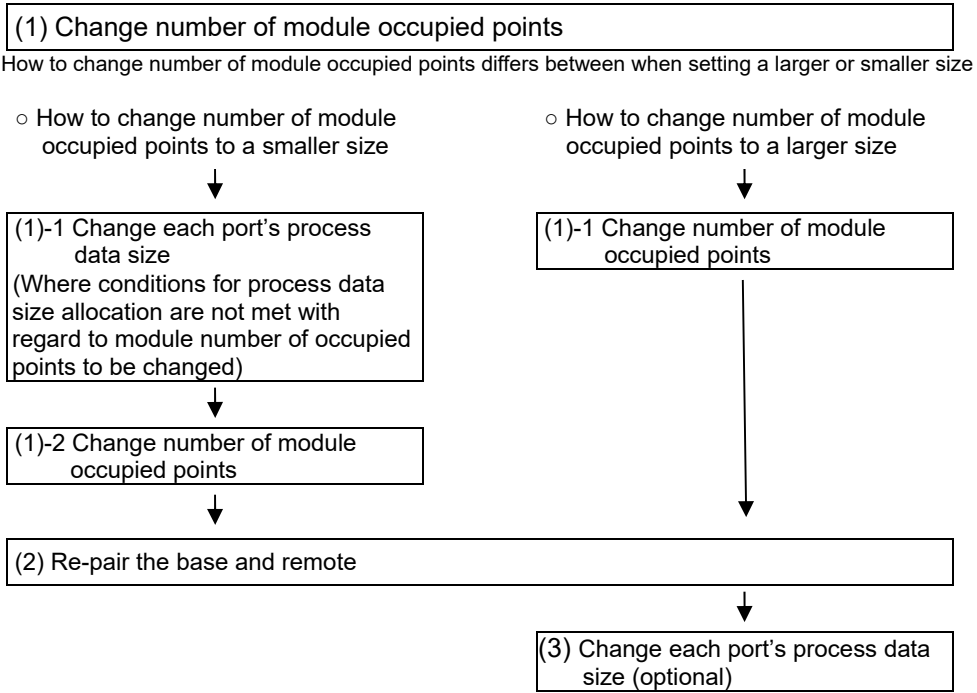 (1) Change number of module occupied points
How to change number of module occupied points differs between when setting a larger or smaller size
○ How to change number of module
occupied points to a smaller size
(1)-1 Change each port’s process
data size
(Where conditions for process data
size allocation are not met with
regard to module number of occupied
points to be changed)
(1)-2 Change number of module
occupied points
○ How to change number of module
occupied points to a larger size
(1)-1 Change number of module
occupied points
(2) Re-pair the base and remote
(3) Change each port’s process data
size (optional)